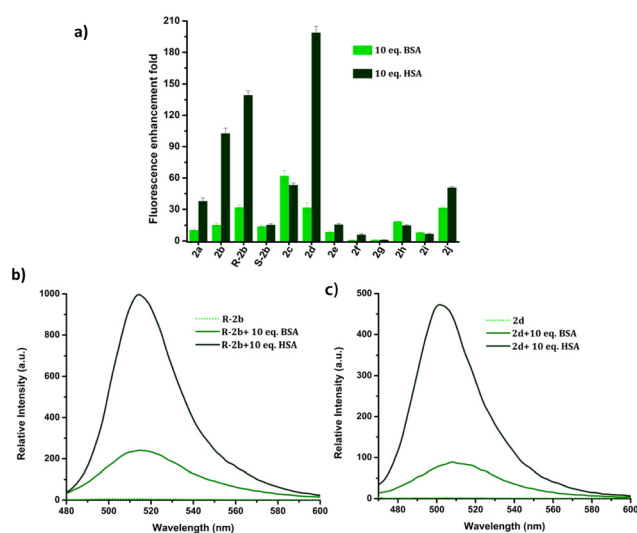 a)
Fluorescence enhancement fold
210
180
150
120
90
60
30
0
10 eq. BSA
10 eq. HSA
2a
2b
R-2b
S-2b
2c
2d
2e
2f
2g
2h
2i
2j
b)
Relative Intensity (a.u.)
1000
800
600
400
200
0
R-2b
R-2b+ 10 eq. BSA
R-2b+10 eq. HSA
480 500 520 540 560 580 600
Wavelength (nm)
c)
Relative Intensity (a.u.)
500
400
300
200
100
0
2d
2d+10 eq. BSA
2d+ 10 eq. HSA
480 500 520 540 560 580 600
Wavelength (nm)